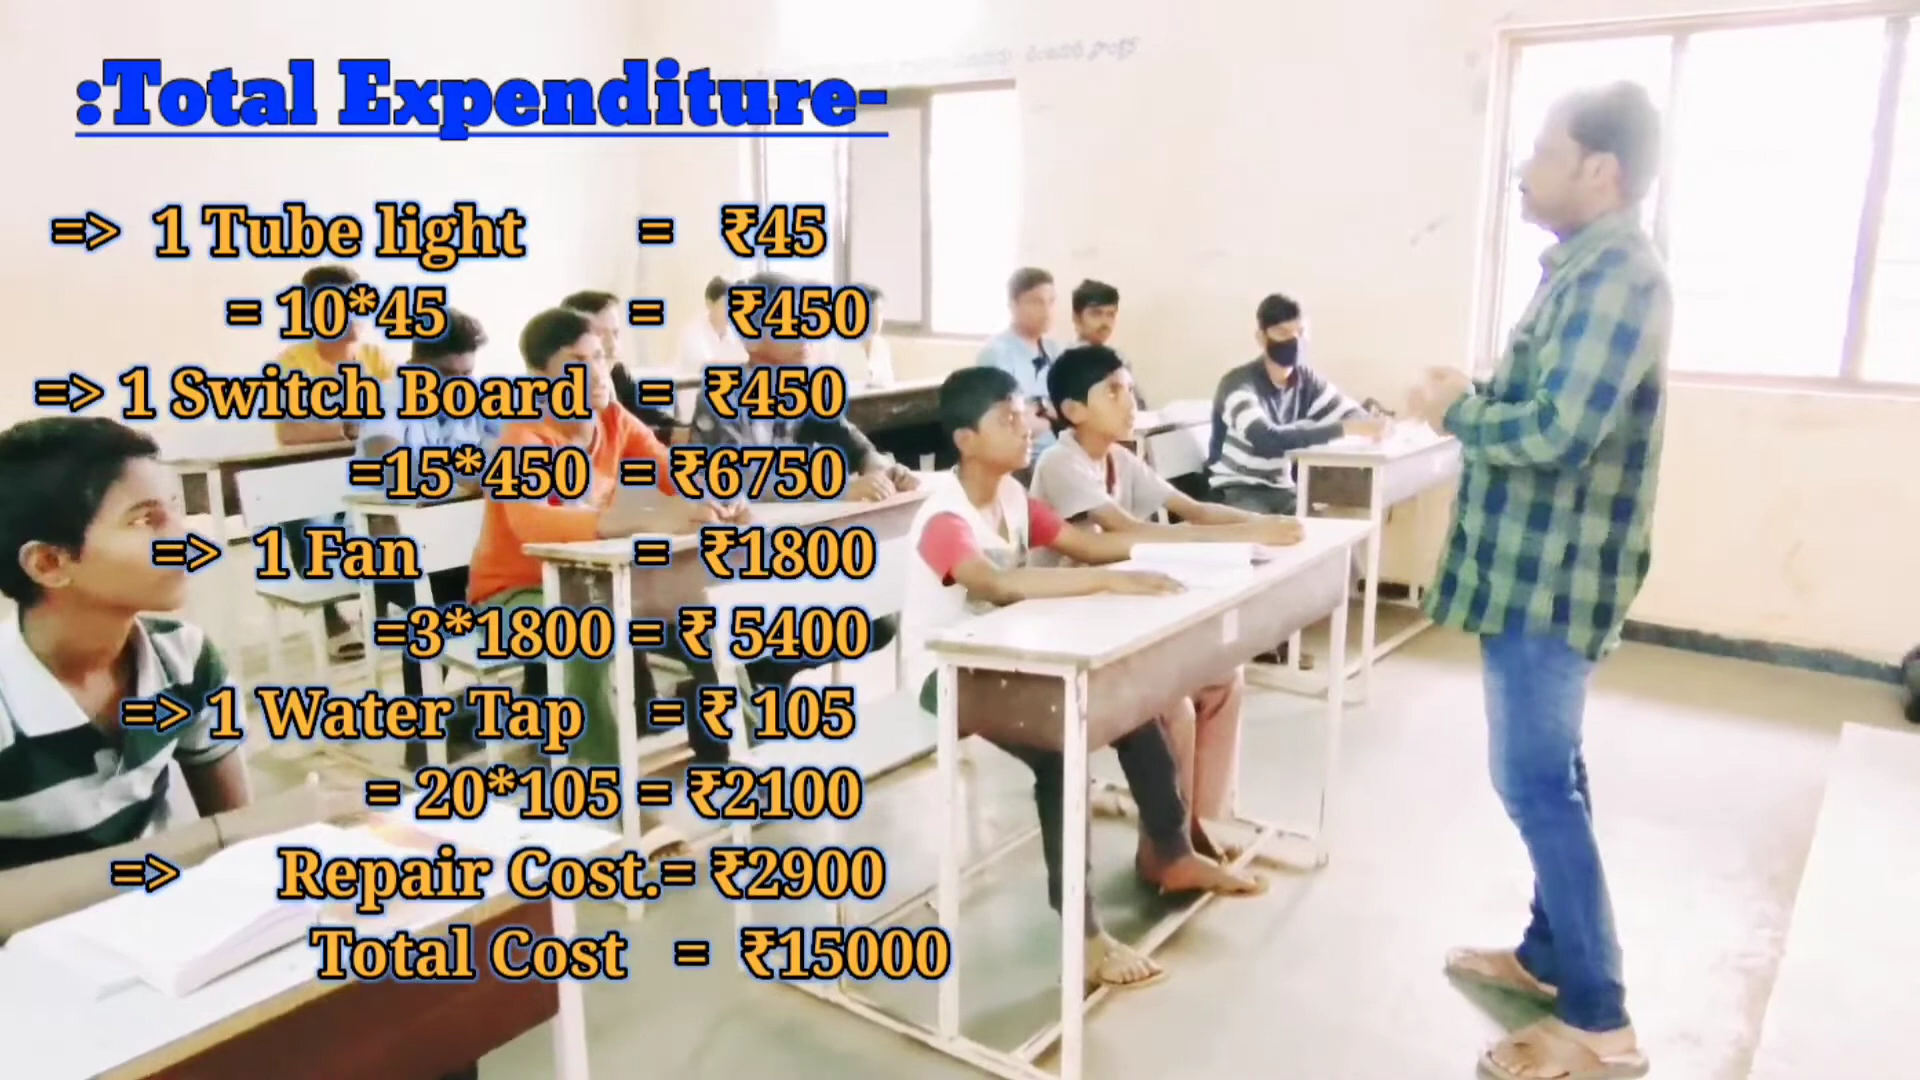 :Total Expenditure-
=> 1 Tube light = ₹45
= 10*45 = ₹450
=> 1 Switch Board = ₹450
=15*450 = ₹6750
=> 1 Fan = ₹1800
=3*1800 = ₹ 5400
=> 1 Water Tap = ₹ 105
= 20*105 = ₹2100
=> Repair Cost.= ₹2900
Total Cost = ₹15000